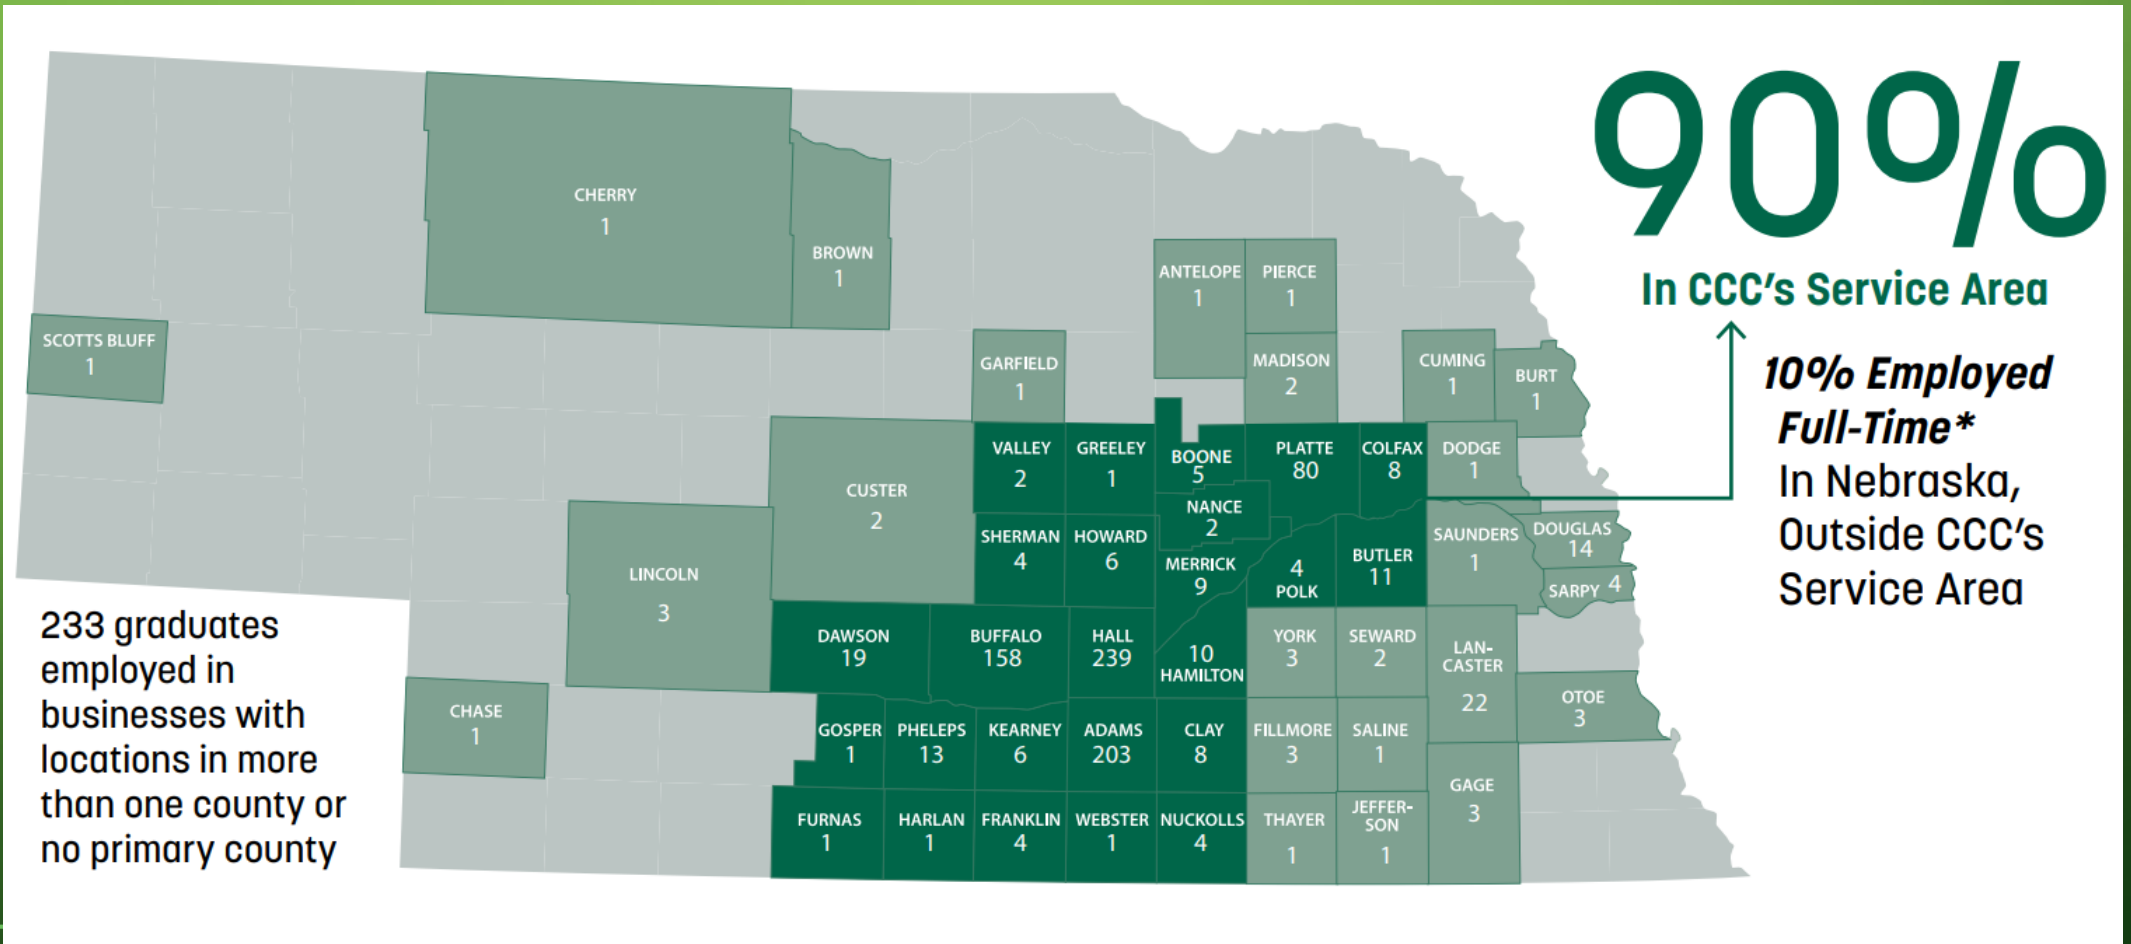 90%
In CCC's Service Area
10% Employed
Full-Time*
In Nebraska,
Outside CCC's
Service Area
CHERRY
1
BROWN
1
SCOTTS BLUFF
1
ANTELOPE
1
PIERCE
1
GARFIELD
1
MADISON
2
CUMING
1
BURT
1
CUSTER
2
VALLEY
2
GREELEY
1
BOONE
5
PLATTE
80
COLFAX
8
DODGE
1
NANCE
2
SHERMAN
4
HOWARD
6
MERRICK
9
4
POLK
BUTLER
11
SAUNDERS
1
DOUGLAS
14
SARPY 4
LINCOLN
3
DAWSON
19
BUFFALO
158
HALL
239
10
HAMILTON
YORK
3
SEWARD
2
LAN-
CASTER
22
OTOE
3
CHASE
1
GOSPER
1
PHELEPS
13
KEARNEY
6
ADAMS
203
CLAY
8
FILLMORE
3
SALINE
1
GAGE
3
FURNAS
1
HARLAN
1
FRANKLIN
4
WEBSTER
1
NUCKOLLS
4
THAYER
1
JEFFER-
SON
1
233 graduates
employed in
businesses with
locations in more
than one county or
no primary county